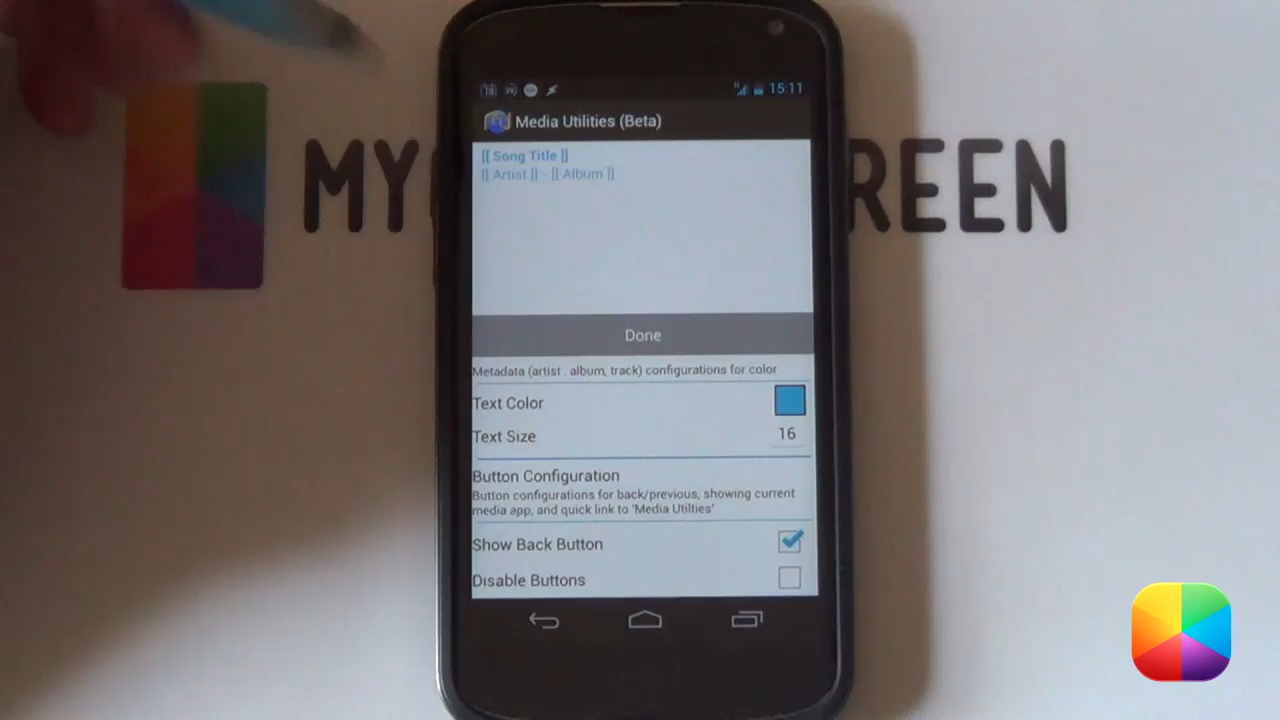 MY REEN
15:11
Media Utilities (Beta)
[[ Song Title ]]
[[ Artist ]] - [[ Album ]]
Done
Metadata (artist , album, track) configurations for color
Text Color
Text Size 16
Button Configuration
Button configurations for back/previous, showing current
media app, and quick link to 'Media Utilties'
Show Back Button
Disable Buttons